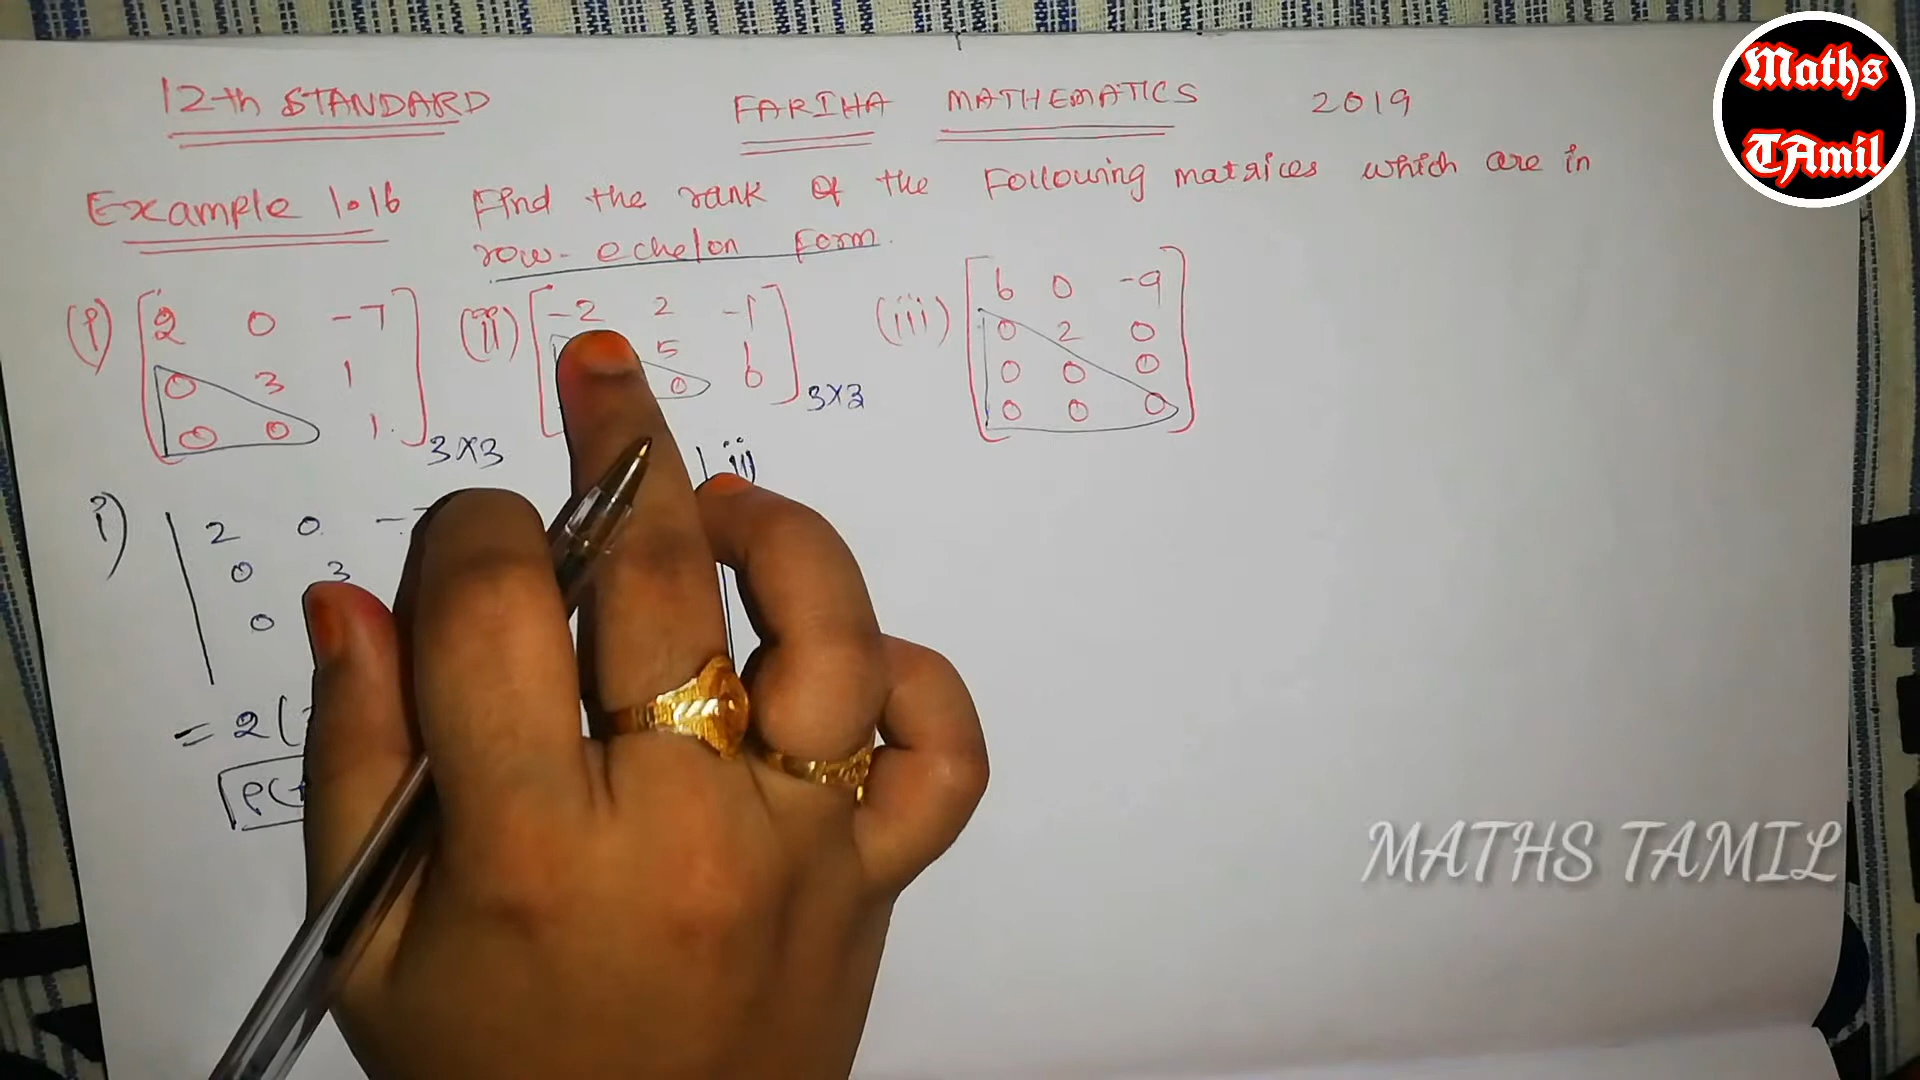 Maths
TAmil
12th STANDARD FARIHA MATHEMATICS 2019
Example 1.16 Find the rank of the Following matrices which are in
row-echelon form.
(i) 2 0 -7
0 3 1
0 0 1
3×3
(ii) -2 2 -1
5
0 6
3×3
(iii) 6 0 -9
0 2 0
0 0 0
0 0 0
i) 2 0
0 3
0
= 2(
iii)
MATHS TAMIL